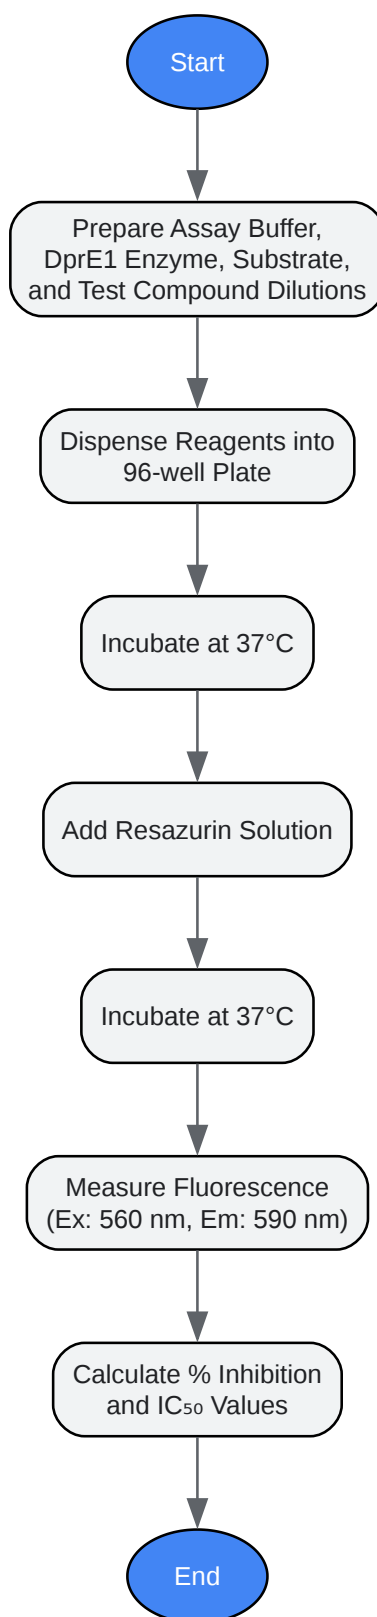 Start
Prepare Assay Buffer,
DprE1 Enzyme, Substrate,
and Test Compound Dilutions
Dispense Reagents into
96-well Plate
Incubate at 37°C
Add Resazurin Solution
Incubate at 37°C
Measure Fluorescence
(Ex: 560 nm, Em: 590 nm)
Calculate % Inhibition
and IC₅₀ Values
End